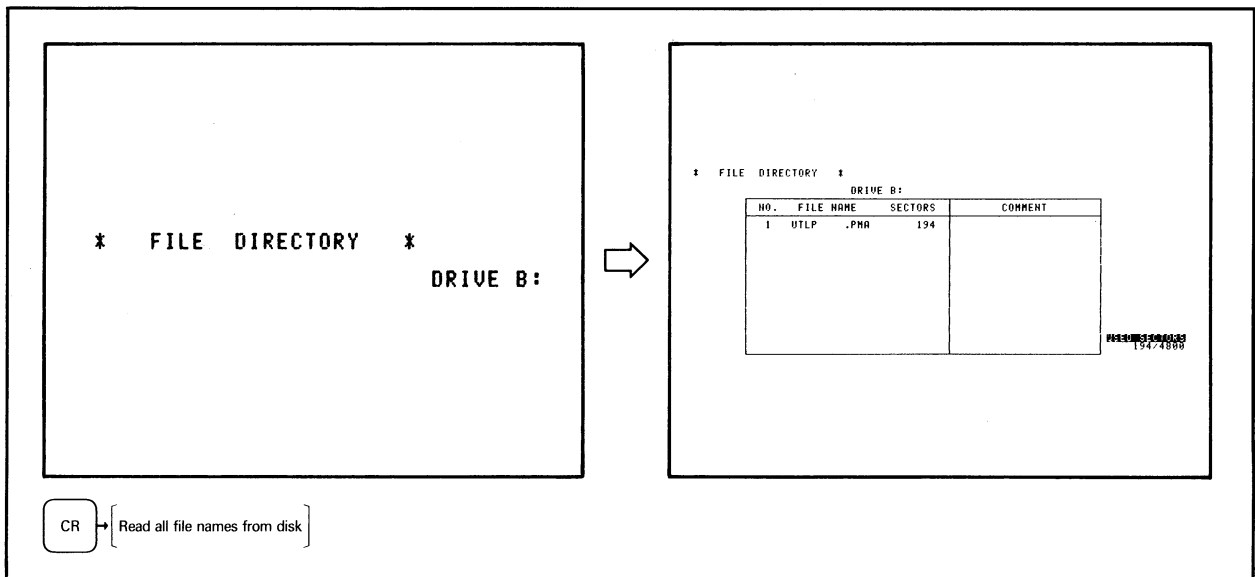 * FILE DIRECTORY *
DRIVE B:
* FILE DIRECTORY *
DRIVE B:
NO. FILE NAME SECTORS COMMENT
1 UTLP .PMA 194
USED SECTORS
194/4800
CR Read all file names from disk